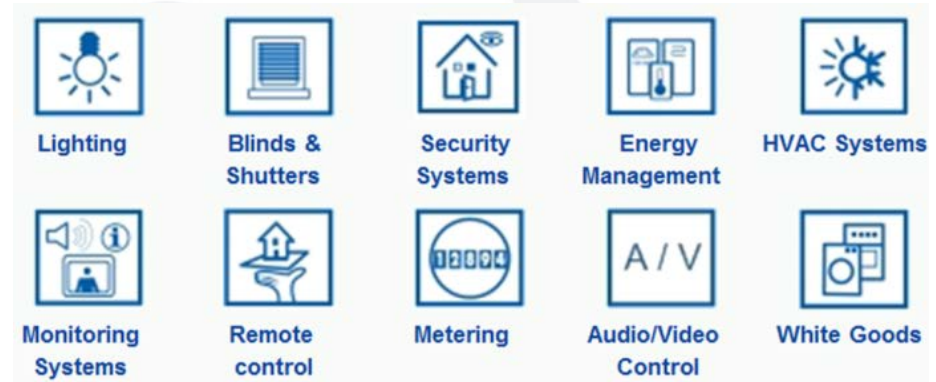 Lighting
Blinds &
Shutters
Security
Systems
Energy
Management
HVAC Systems
12894
A / V
Monitoring
Systems
Remote
control
Metering
Audio/Video
Control
White Goods